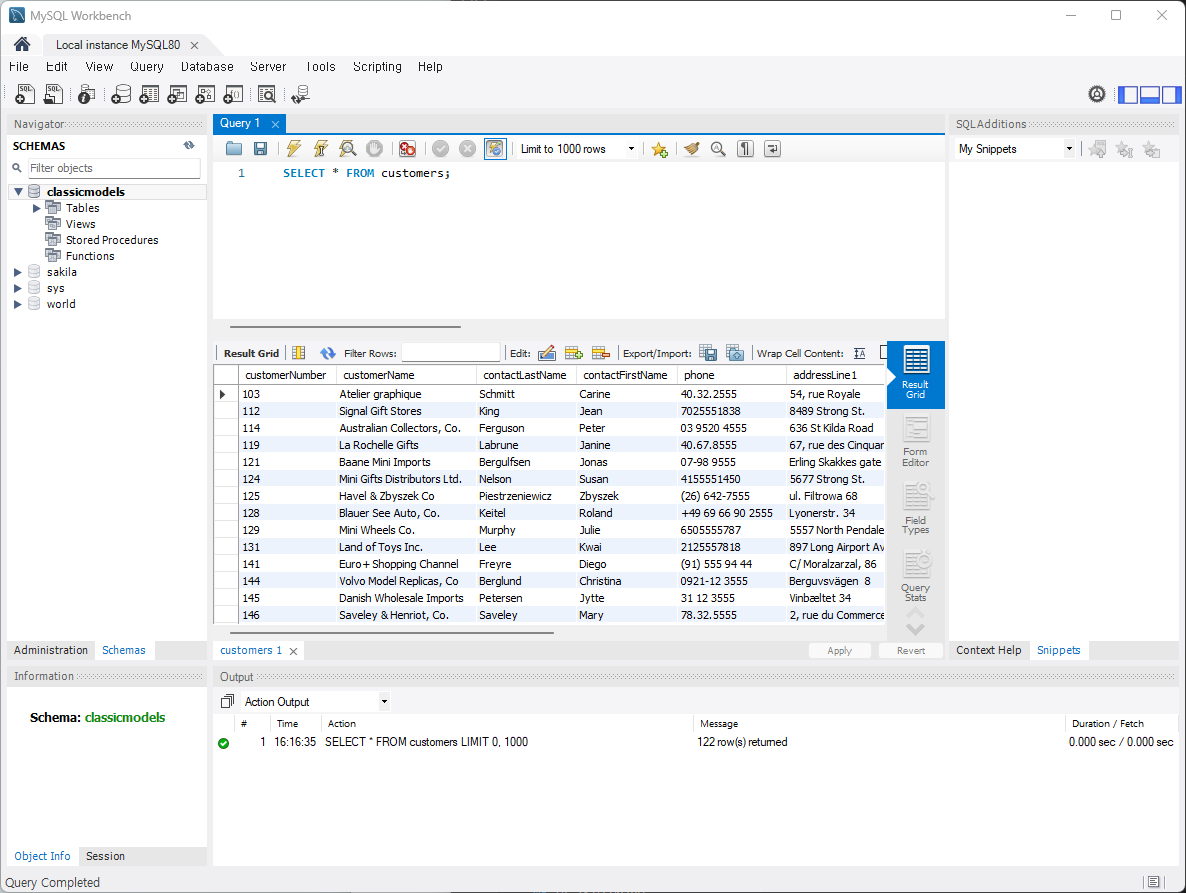 MySQL Workbench
Local instance MySQL80
File Edit View Query Database Server Tools Scripting Help
Navigator
SCHEMAS
Filter objects
classicmodels
Tables
Views
Stored Procedures
Functions
sakila
sys
world
Administration Schemas
Information
Schema: classicmodels
Object Info Session
Query 1
Limit to 1000 rows
1 SELECT * FROM customers;
Result Grid Filter Rows: Edit: Export/Import: Wrap Cell Content:
customerNumber customerName contactLastName contactFirstName phone addressLine1
103 Atelier graphique Schmitt Carine 40.32.2555 54, rue Royale
112 Signal Gift Stores King Jean 7025551838 8489 Strong St.
114 Australian Collectors, Co. Ferguson Peter 03 9520 4555 636 St Kilda Road
119 La Rochelle Gifts Labrune Janine 40.67.8555 67, rue des Cinquan
121 Baane Mini Imports Bergulfsen Jonas 07-98 9555 Erling Skakkes gate
124 Mini Gifts Distributors Ltd. Nelson Susan 4155551450 5677 Strong St.
125 Havel & Zbyszek Co Piestrzeniewicz Zbyszek (26) 642-7555 ul. Filtrowa 68
128 Blauer See Auto, Co. Keitel Roland +49 69 66 90 2555 Lyonerstr. 34
129 Mini Wheels Co. Murphy Julie 6505555787 5557 North Pendale
131 Land of Toys Inc. Lee Kwai 2125557818 897 Long Airport Av
141 Euro+ Shopping Channel Freyre Diego (91) 555 94 44 C/ Moralzarzal, 86
144 Volvo Model Replicas, Co Berglund Christina 0921-12 3555 Berguvsvägen 8
145 Danish Wholesale Imports Petersen Jytte 31 12 3555 Vinbæltet 34
146 Saveley & Henriot, Co. Saveley Mary 78.32.5555 2, rue du Commerce
Result
Grid
Form
Editor
Field
Types
Query
Stats
customers 1 Apply Revert
SQLAdditions
My Snippets
Context Help Snippets
Output
Action Output
# Time Action Message Duration / Fetch
1 16:16:35 SELECT * FROM customers LIMIT 0, 1000 122 row(s) returned 0.000 sec / 0.000 sec
Query Completed